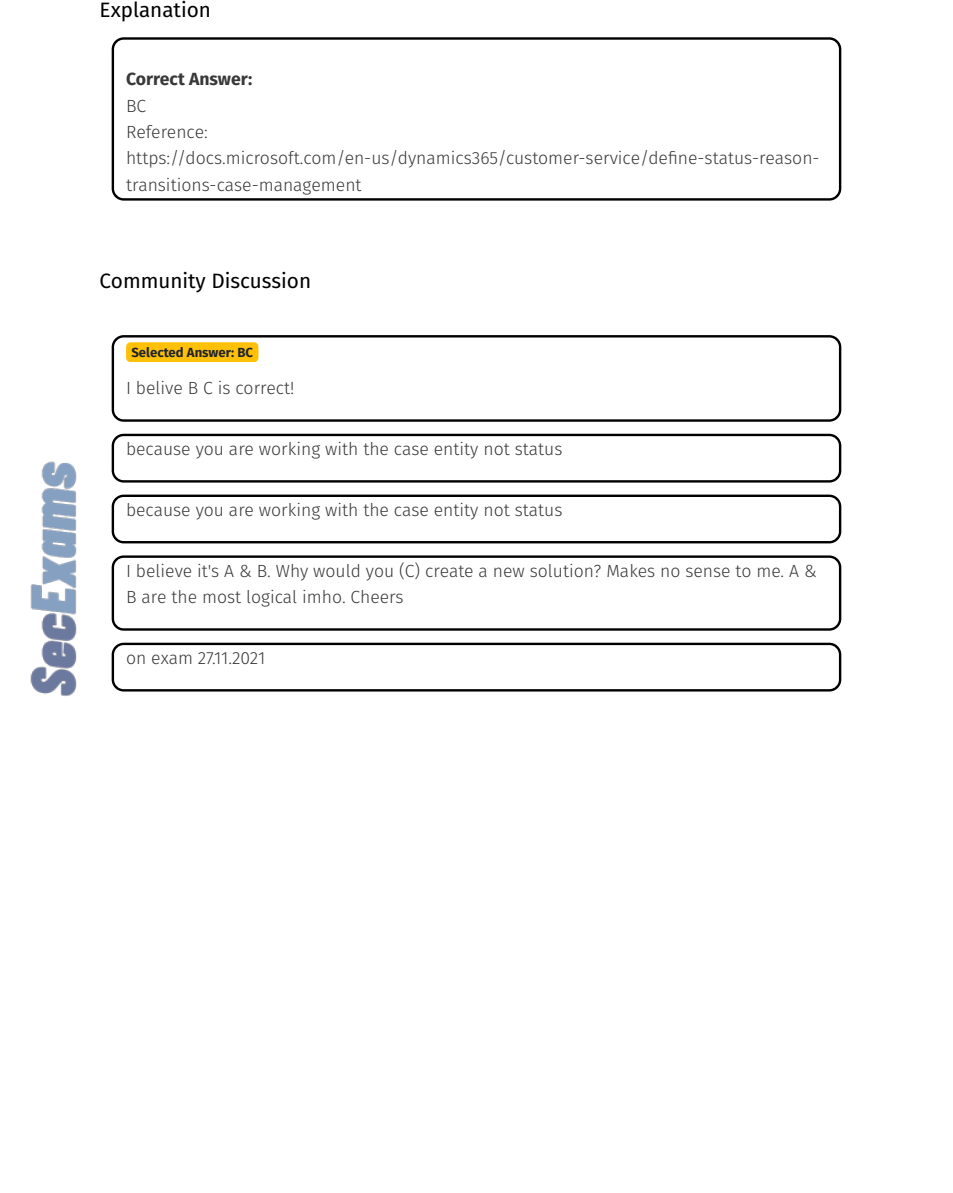 Explanation
Correct Answer:
BC
Reference:
https://docs.microsoft.com/en-us/dynamics365/customer-service/define-status-reason-
transitions-case-management
Community Discussion
Selected Answer: BC
I belive B C is correct!
because you are working with the case entity not status
because you are working with the case entity not status
I believe it's A & B. Why would you (C) create a new solution? Makes no sense to me. A &
B are the most logical imho. Cheers
on exam 27.11.2021
SecExams